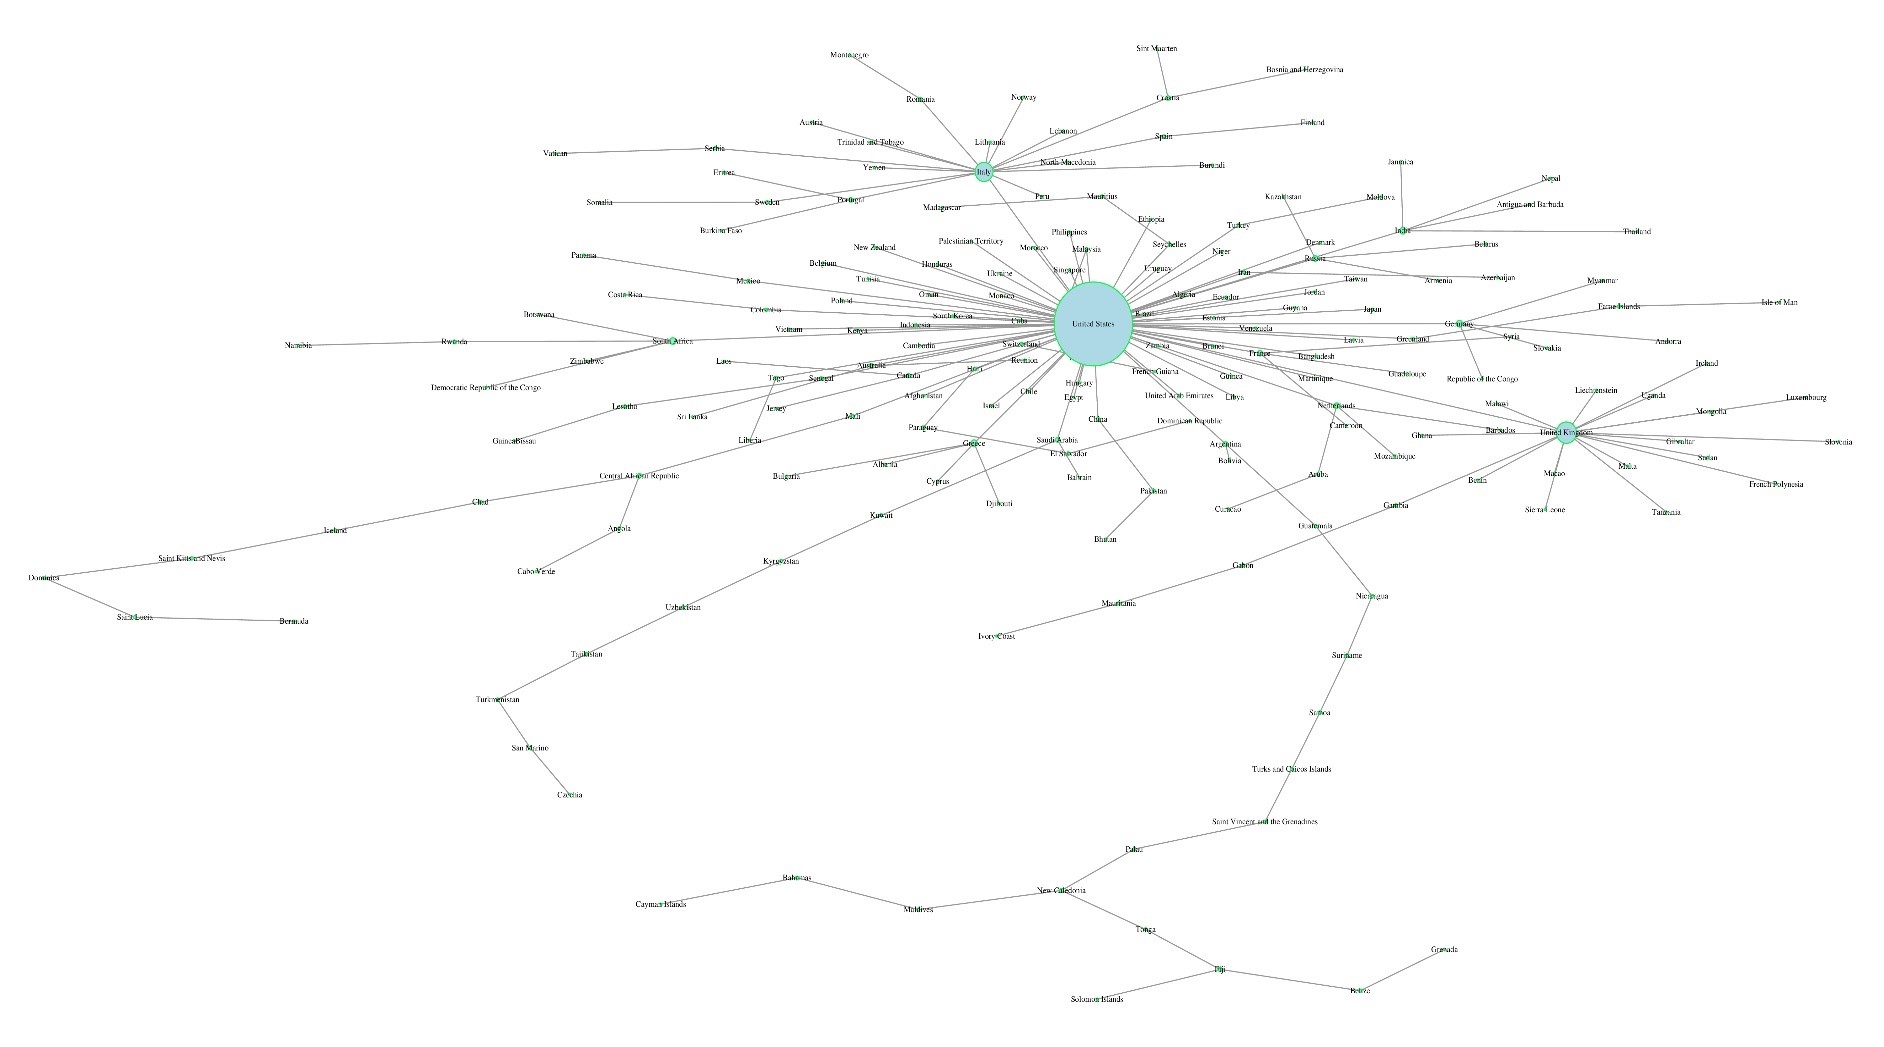 Sint Maarten
Montenegro
Bosnia and Herzegovina
Romania
Norway
Croatia
Austria
Lebanon
Finland
Spain
Trinidad and Tobago
Lithuania
Serbia
Vatican
North Macedonia
Jamaica
Burundi
Yemen
Italy
Eritrea
Nepal
Peru
Mauritius
Kazakhstan
Moldova
Somalia
Sweden
Portugal
Madagascar
Antigua and Barbuda
Ethiopia
Turkey
Burkina Faso
Philippines
India
Thailand
Palestinian Territory
Denmark
Seychelles
Belarus
New Zealand
Morocco
Malaysia
Niger
Panama
Russia
Belgium
Honduras
Singapore
Uruguay
Ukraine
Iran
Tunisia
Taiwan
Azerbaijan
Mexico
Armenia
Myanmar
Costa Rica
Oman
Monaco
Algeria
Ecuador
Jordan
Poland
Isle of Man
Faroe Islands
Colombia
Guyana
Japan
Botswana
South Korea
Brazil
Estonia
Cuba
Indonesia
United States
Germany
Vietnam
Kenya
Venezuela
Syria
Namibia
Rwanda
South Africa
Latvia
Greenland
Andorra
Cambodia
Switzerland
Zambia
Brunei
Slovakia
France
Bangladesh
Laos
Zimbabwe
Reunion
Australia
Haiti
Ireland
French Guiana
Togo
Senegal
Canada
Guinea
Martinique
Guadeloupe
Republic of the Congo
Hungary
Democratic Republic of the Congo
Chile
Liechtenstein
Afghanistan
Egypt
United Arab Emirates
Libya
Uganda
Luxembourg
Lesotho
Jersey
Israel
Netherlands
Malawi
Mongolia
Sri Lanka
Mali
China
Dominican Republic
Cameroon
Paraguay
Barbados
United Kingdom
Ghana
GuineaBissau
Liberia
Greece
Saudi Arabia
Argentina
Gibraltar
Slovenia
El Salvador
Bolivia
Mozambique
Sudan
Albania
Malta
Central African Republic
Bulgaria
Cyprus
Bahrain
Aruba
Macao
Benin
French Polynesia
Pakistan
Chad
Djibouti
Curacao
Gambia
Sierra Leone
Tanzania
Kuwait
Iceland
Angola
Guatemala
Bhutan
Saint Kitts and Nevis
Kyrgyzstan
Gabon
Cabo Verde
Dominica
Nicaragua
Mauritania
Uzbekistan
Saint Lucia
Bermuda
Ivory Coast
Tajikistan
Suriname
Turkmenistan
Samoa
San Marino
Turks and Caicos Islands
Czechia
Saint Vincent and the Grenadines
Palau
Bahamas
New Caledonia
Cayman Islands
Maldives
Tonga
Grenada
Fiji
Belize
Solomon Islands